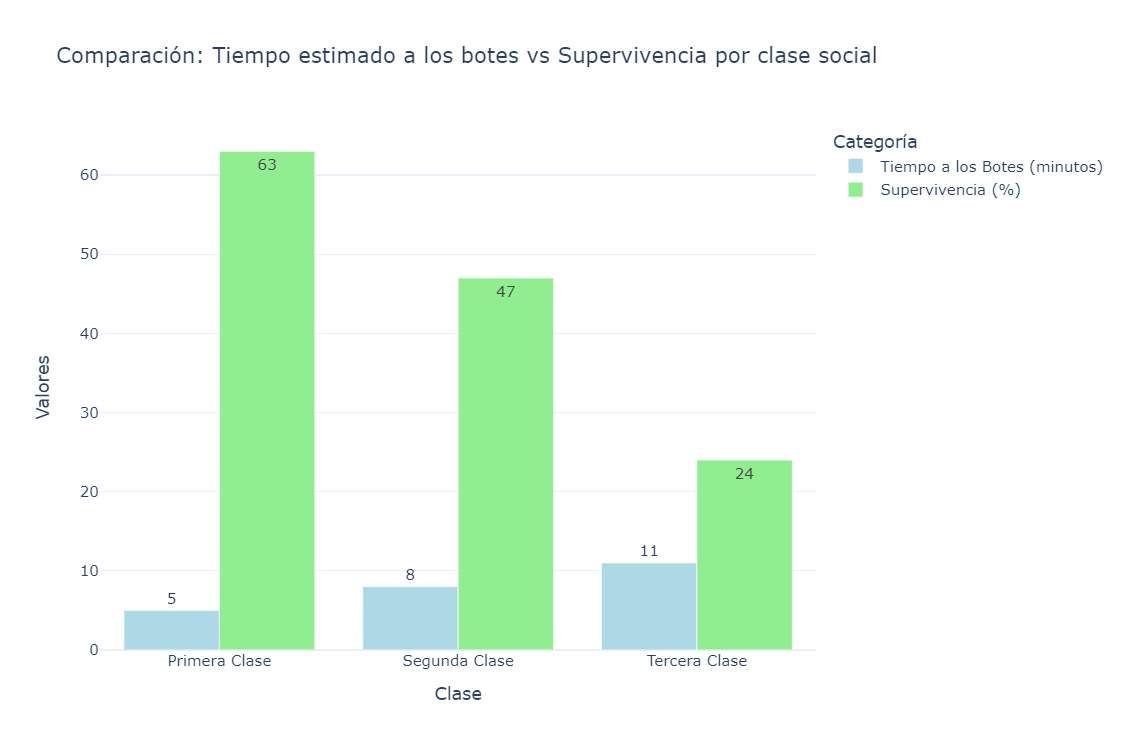 Comparación: Tiempo estimado a los botes vs Supervivencia por clase social
Categoría
Tiempo a los Botes (minutos)
Supervivencia (%)
Valores
60
50
40
30
20
10
0
5
63
8
47
11
24
Primera Clase
Segunda Clase
Tercera Clase
Clase